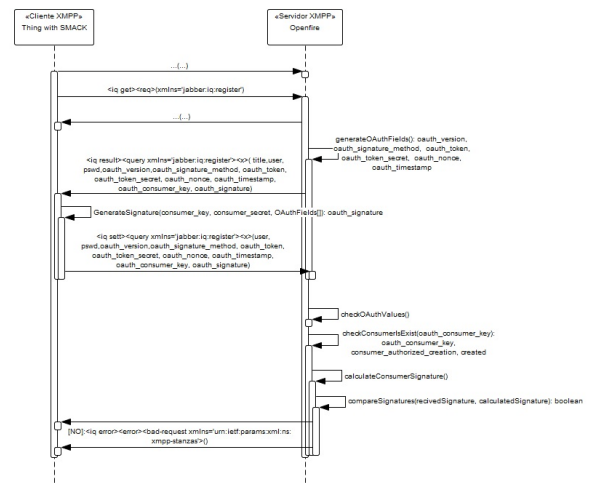 «Cliente XMPP»
Thing with SMACK
«Servidor XMPP»
Openfire
...(...)
<iq get><req>(xmlns='jabber:iq:register')
...(...)
generateOAuthFields(): oauth_version,
oauth_signature_method, oauth_token,
oauth_token_secret, oauth_nonce,
oauth_timestamp
<iq result><query xmlns='jabber:iq:register'><x>( title,user,
pswd,oauth_version,oauth_signature_method, oauth_token,
oauth_token_secret, oauth_nonce, oauth_timestamp,
oauth_consumer_key, oauth_signature)
GenerateSignature(consumer_key, consumer_secret, OAuthFields[]): oauth_signature
<iq sett><query xmlns='jabber:iq:register'><x>(user,
pswd,oauth_version,oauth_signature_method, oauth_token,
oauth_token_secret, oauth_nonce, oauth_timestamp,
oauth_consumer_key, oauth_signature)
checkOAuthValues()
checkConsumerIsExist(oauth_consumer_key):
oauth_consumer_key,
consumer_authorized_creation, created
calculateConsumerSignature()
compareSignatures(recivedSignature, calculatedSignature): boolean
[NO]:<iq error><error><bad-request xmlns='urn:ietf:params:xml:ns:
xmpp-stanzas'>()